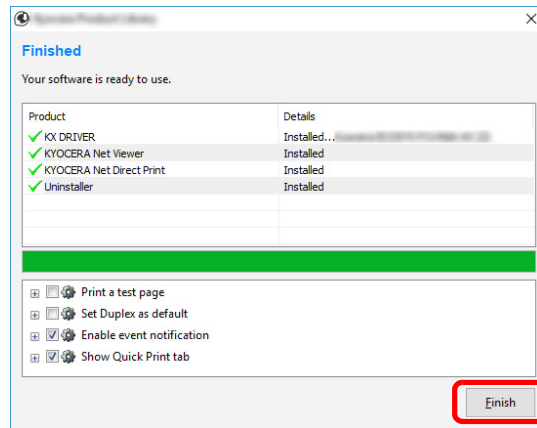 Finished
Your software is ready to use.
Product Details
KX DRIVER Installed...
KYOCERA Net Viewer Installed
KYOCERA Net Direct Print Installed
Uninstaller Installed
Print a test page
Set Duplex as default
Enable event notification
Show Quick Print tab
Finish